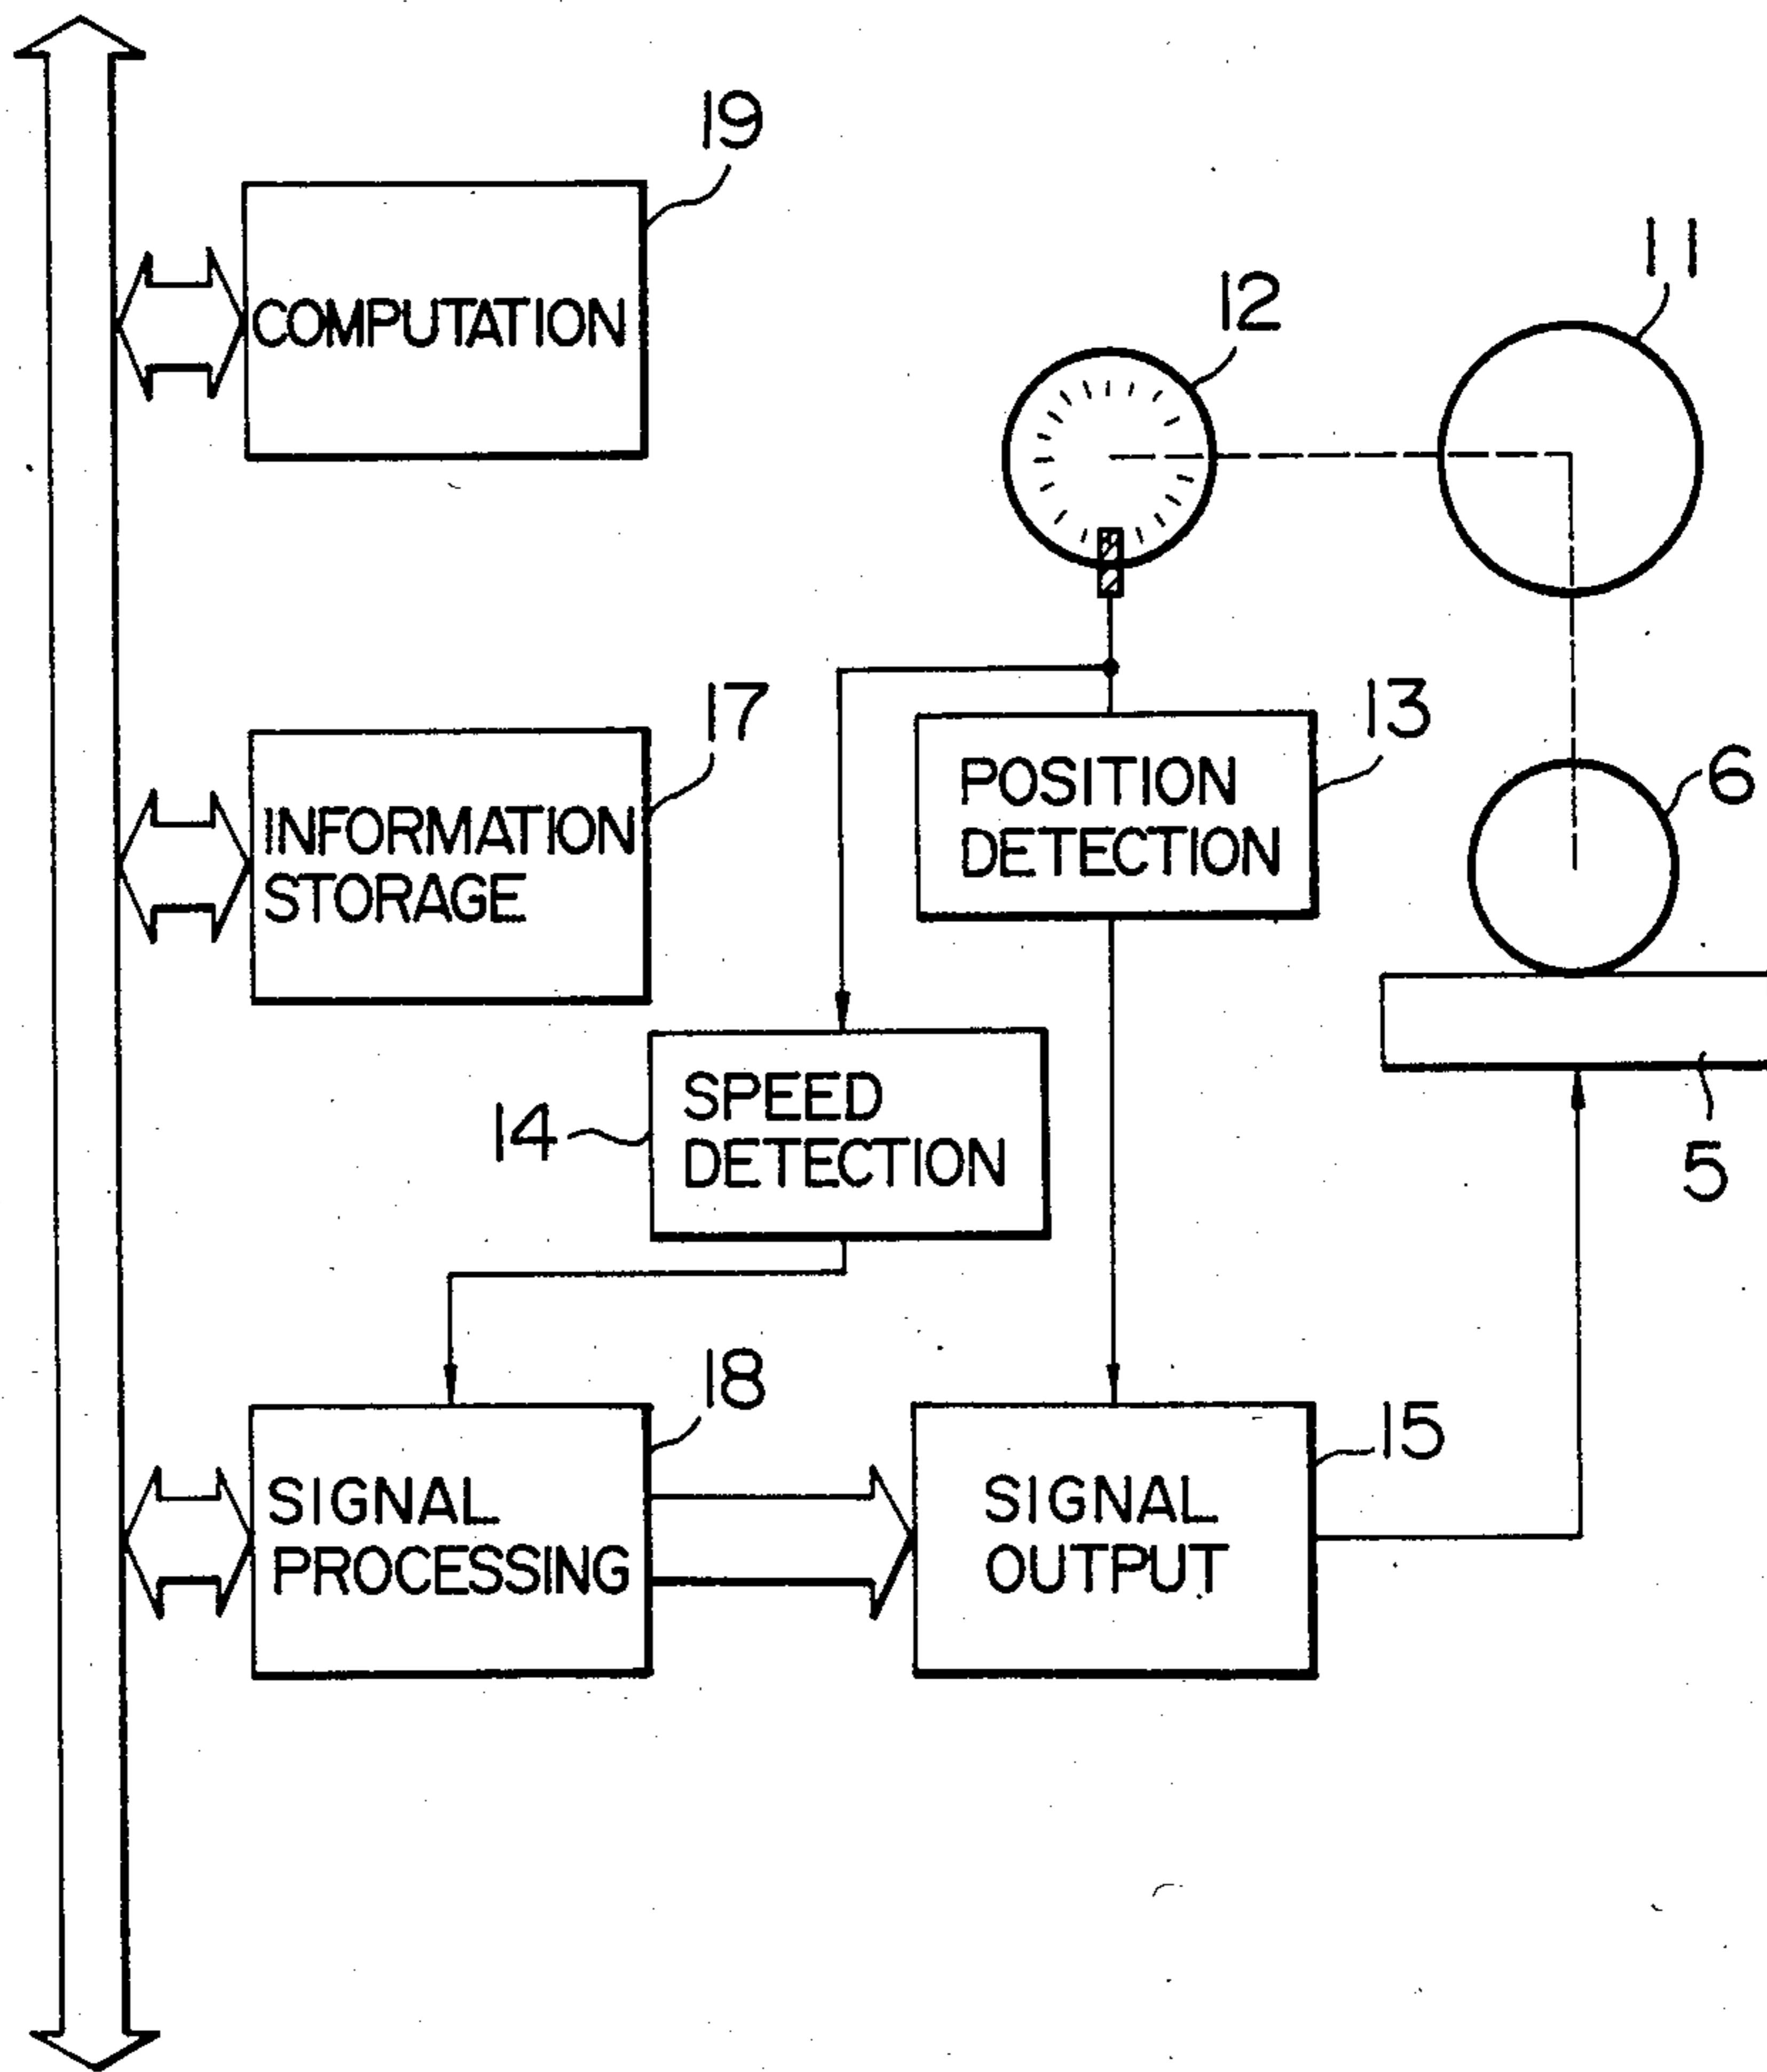 19
COMPUTATION
11
12
17
INFORMATION
STORAGE
13
POSITION
DETECTION
6
14
SPEED
DETECTION
5
18
SIGNAL
PROCESSING
15
SIGNAL
OUTPUT